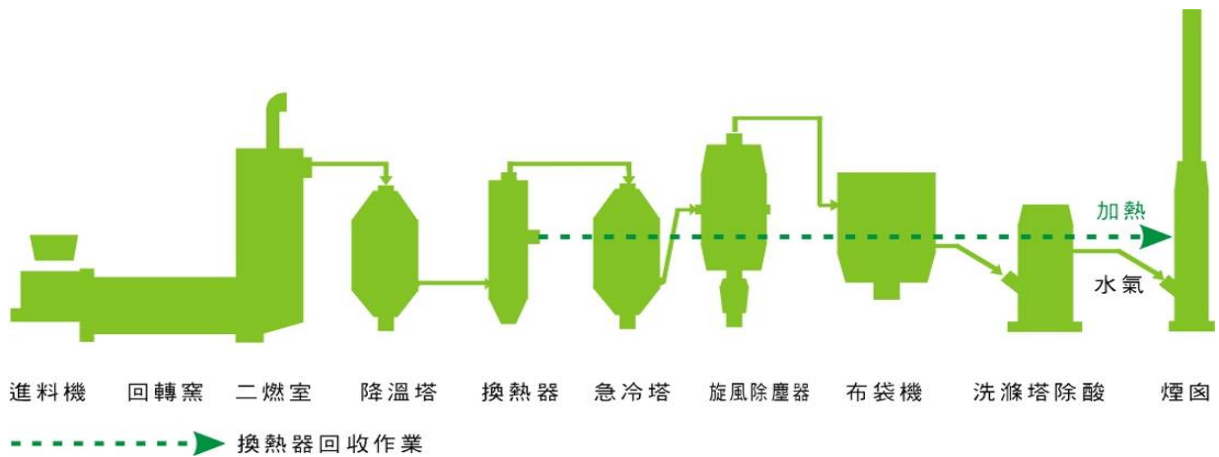 加熱
水氣
進料機 回轉窯 二燃室 降溫塔 換熱器 急冷塔 旋風除塵器 布袋機 洗滌塔除酸 煙囪
換熱器回收作業